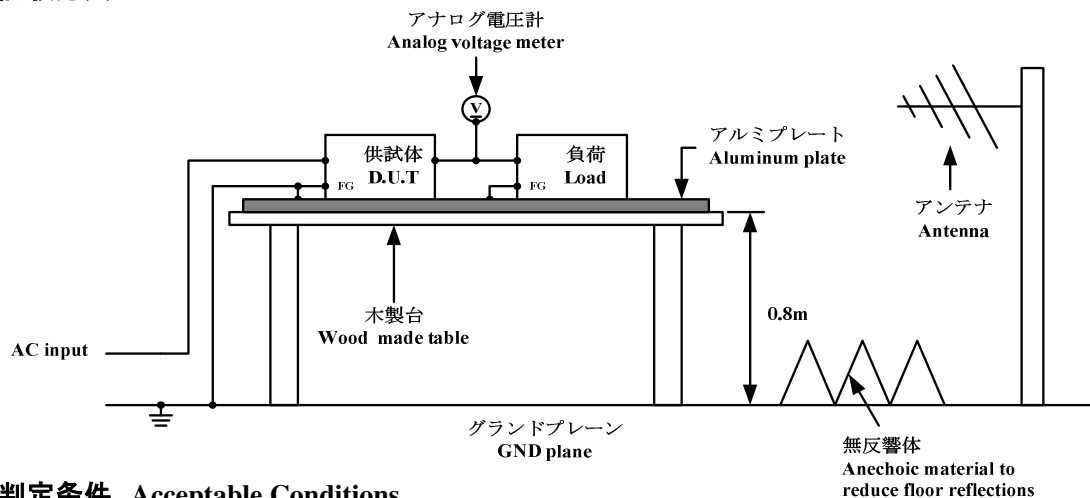 アナログ電圧計
Analog voltage meter
V
供試体
D.U.T
FG
負荷
Load
FG
アルミプレート
Aluminum plate
アンテナ
Antenna
木製台
Wood made table
0.8m
AC input
グランドプレーン
GND plane
無反響体
Anechoic material to
reduce floor reflections
判定条件 Acceptable Conditions